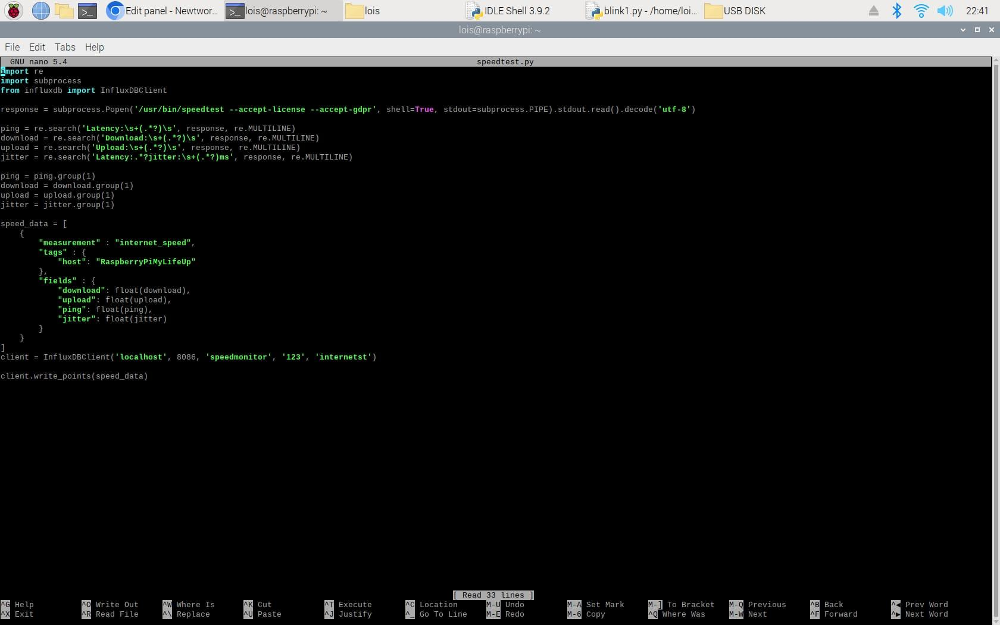 Edit panel - Newtwor...
lois@raspberrypi: ~
lois
IDLE Shell 3.9.2
blink1.py - /home/loi...
USB DISK
22:41
lois@raspberrypi: ~
File Edit Tabs Help
GNU nano 5.4 speedtest.py
import re
import subprocess
from influxdb import InfluxDBClient
response = subprocess.Popen('/usr/bin/speedtest --accept-license --accept-gdpr', shell=True, stdout=subprocess.PIPE).stdout.read().decode('utf-8')
ping = re.search('Latency:\s+(.*?)\s', response, re.MULTILINE)
download = re.search('Download:\s+(.*?)\s', response, re.MULTILINE)
upload = re.search('Upload:\s+(.*?)\s', response, re.MULTILINE)
jitter = re.search('Latency:.*?jitter:\s+(.*?)ms', response, re.MULTILINE)
ping = ping.group(1)
download = download.group(1)
upload = upload.group(1)
jitter = jitter.group(1)
speed_data = [
    {
        "measurement" : "internet_speed",
        "tags" : {
            "host": "RaspberryPiMyLifeUp"
        },
        "fields" : {
            "download": float(download),
            "upload": float(upload),
            "ping": float(ping),
            "jitter": float(jitter)
        }
    }
]
client = InfluxDBClient('localhost', 8086, 'speedmonitor', '123', 'internetst')
client.write_points(speed_data)
[ Read 33 lines ]
^G Help ^O Write Out ^W Where Is ^K Cut ^T Execute ^C Location M-U Undo M-A Set Mark M-] To Bracket M-Q Previous ^B Back ^◀ Prev Word
^X Exit ^R Read File ^\ Replace ^U Paste ^J Justify ^_ Go To Line M-E Redo M-6 Copy ^Q Where Was M-W Next ^F Forward ^▶ Next Word